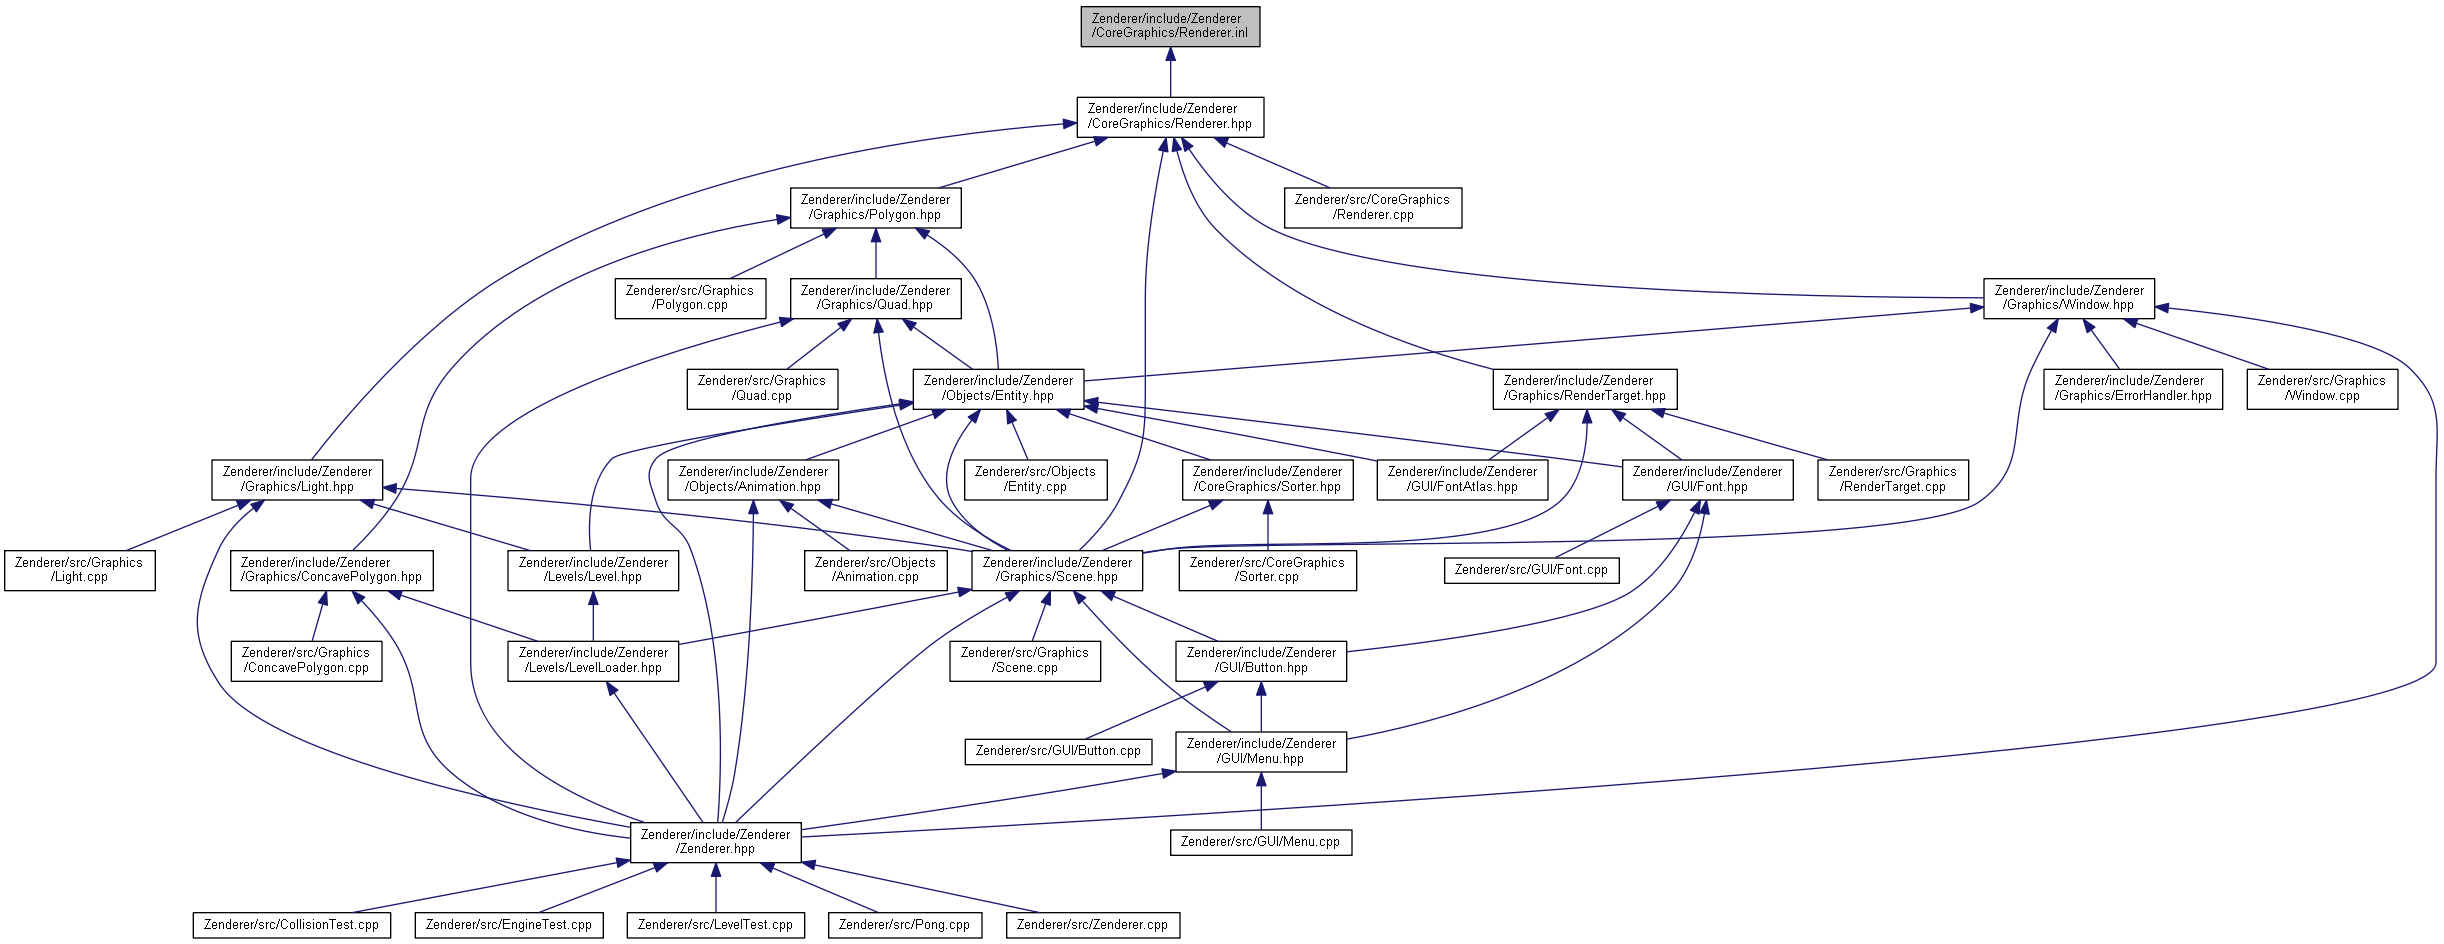 Zenderer/include/Zenderer
/CoreGraphics/Renderer.inl
Zenderer/include/Zenderer
/CoreGraphics/Renderer.hpp
Zenderer/include/Zenderer
/Graphics/Polygon.hpp
Zenderer/src/CoreGraphics
/Renderer.cpp
Zenderer/src/Graphics
/Polygon.cpp
Zenderer/include/Zenderer
/Graphics/Quad.hpp
Zenderer/include/Zenderer
/Graphics/Window.hpp
Zenderer/src/Graphics
/Quad.cpp
Zenderer/include/Zenderer
/Objects/Entity.hpp
Zenderer/include/Zenderer
/Graphics/RenderTarget.hpp
Zenderer/include/Zenderer
/Graphics/ErrorHandler.hpp
Zenderer/src/Graphics
/Window.cpp
Zenderer/include/Zenderer
/Graphics/Light.hpp
Zenderer/include/Zenderer
/Objects/Animation.hpp
Zenderer/src/Objects
/Entity.cpp
Zenderer/include/Zenderer
/CoreGraphics/Sorter.hpp
Zenderer/include/Zenderer
/GUI/FontAtlas.hpp
Zenderer/include/Zenderer
/GUI/Font.hpp
Zenderer/src/Graphics
/RenderTarget.cpp
Zenderer/src/Graphics
/Light.cpp
Zenderer/include/Zenderer
/Graphics/ConcavePolygon.hpp
Zenderer/include/Zenderer
/Levels/Level.hpp
Zenderer/src/Objects
/Animation.cpp
Zenderer/include/Zenderer
/Graphics/Scene.hpp
Zenderer/src/CoreGraphics
/Sorter.cpp
Zenderer/src/GUI/Font.cpp
Zenderer/src/Graphics
/ConcavePolygon.cpp
Zenderer/include/Zenderer
/Levels/LevelLoader.hpp
Zenderer/src/Graphics
/Scene.cpp
Zenderer/include/Zenderer
/GUI/Button.hpp
Zenderer/src/GUI/Button.cpp
Zenderer/include/Zenderer
/GUI/Menu.hpp
Zenderer/include/Zenderer
/Zenderer.hpp
Zenderer/src/GUI/Menu.cpp
Zenderer/src/CollisionTest.cpp
Zenderer/src/EngineTest.cpp
Zenderer/src/LevelTest.cpp
Zenderer/src/Pong.cpp
Zenderer/src/Zenderer.cpp